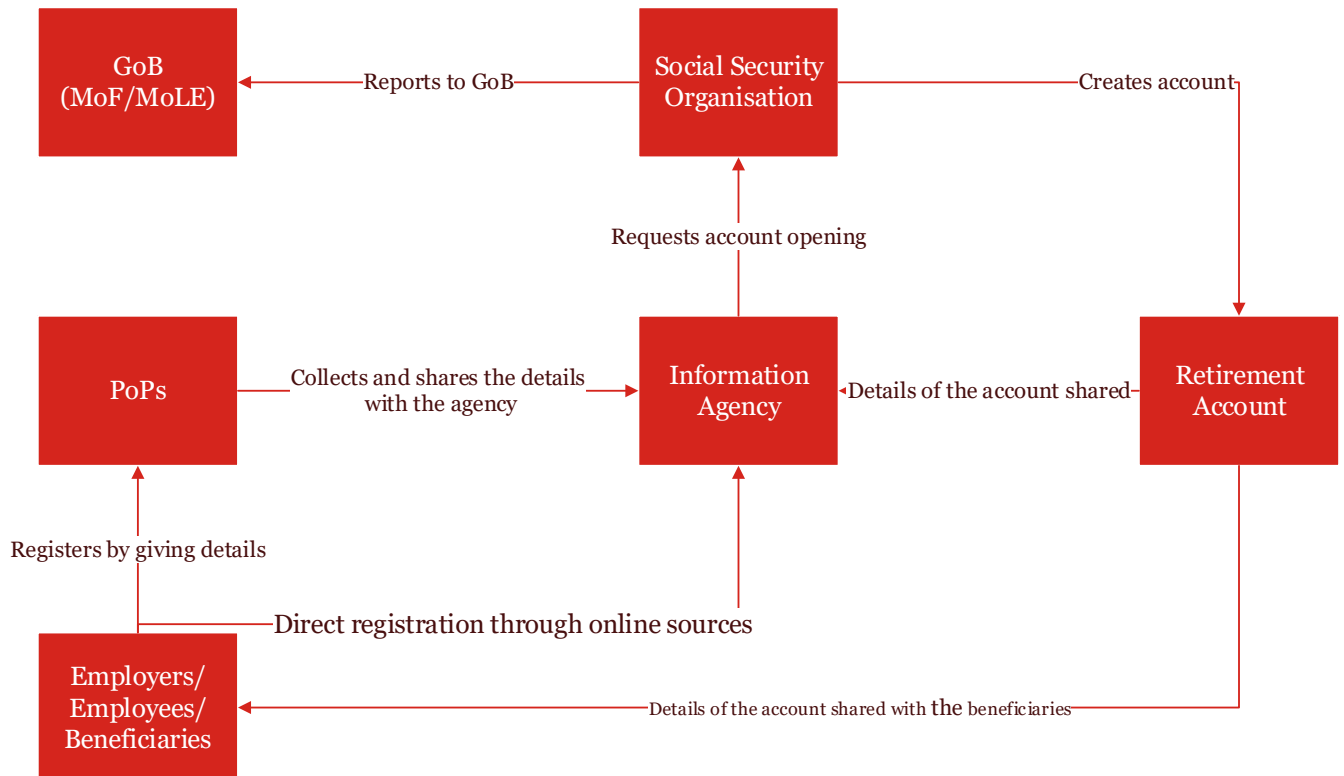 GoB
(MoF/MoLE)
Reports to GoB
Social Security
Organisation
Creates account
Requests account opening
PoPs
Collects and shares the details
with the agency
Information
Agency
Details of the account shared
Retirement
Account
Registers by giving details
Direct registration through online sources
Employers/
Employees/
Beneficiaries
Details of the account shared with the beneficiaries